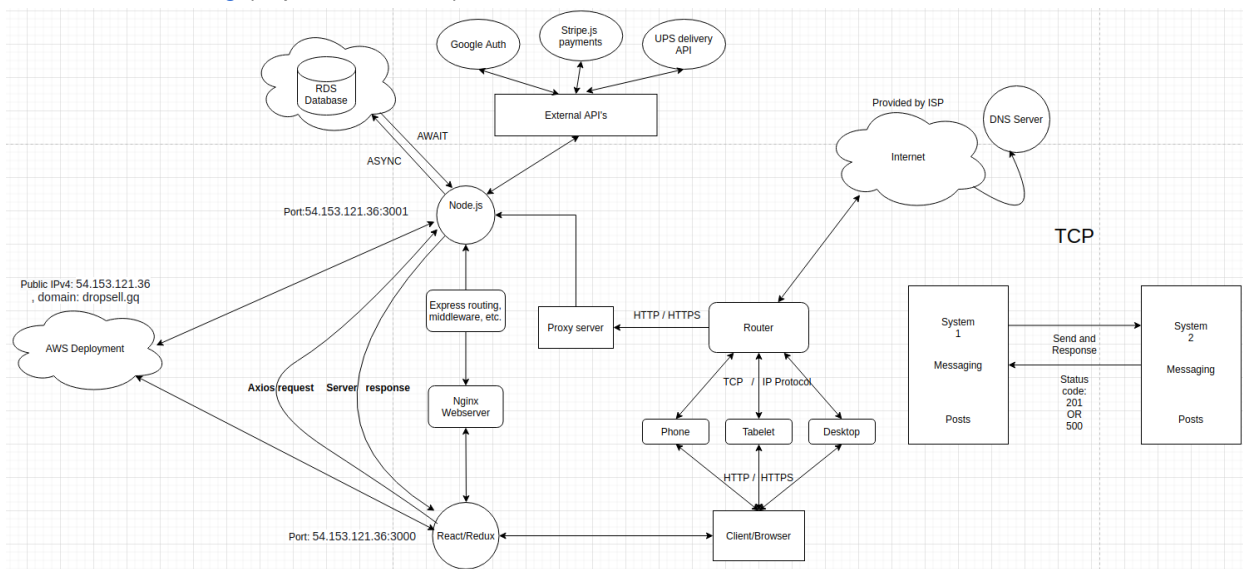 Google Auth
Stripe.js
payments
UPS delivery
API
RDS
Database
External API's
Provided by ISP
DNS Server
Internet
AWAIT
ASYNC
Node.js
Port:54.153.121.36:3001
TCP
Public IPv4: 54.153.121.36
, domain: dropsell.gq
AWS Deployment
Express routing,
middleware, etc.
Proxy server
HTTP / HTTPS
Router
System
1
Messaging
Posts
Send and
Response
Status
code:
201
OR
500
System
2
Messaging
Posts
Axios request
Server response
Nginx
Webserver
TCP / IP Protocol
Phone
Tabelet
Desktop
HTTP / HTTPS
Port: 54.153.121.36:3000
React/Redux
Client/Browser